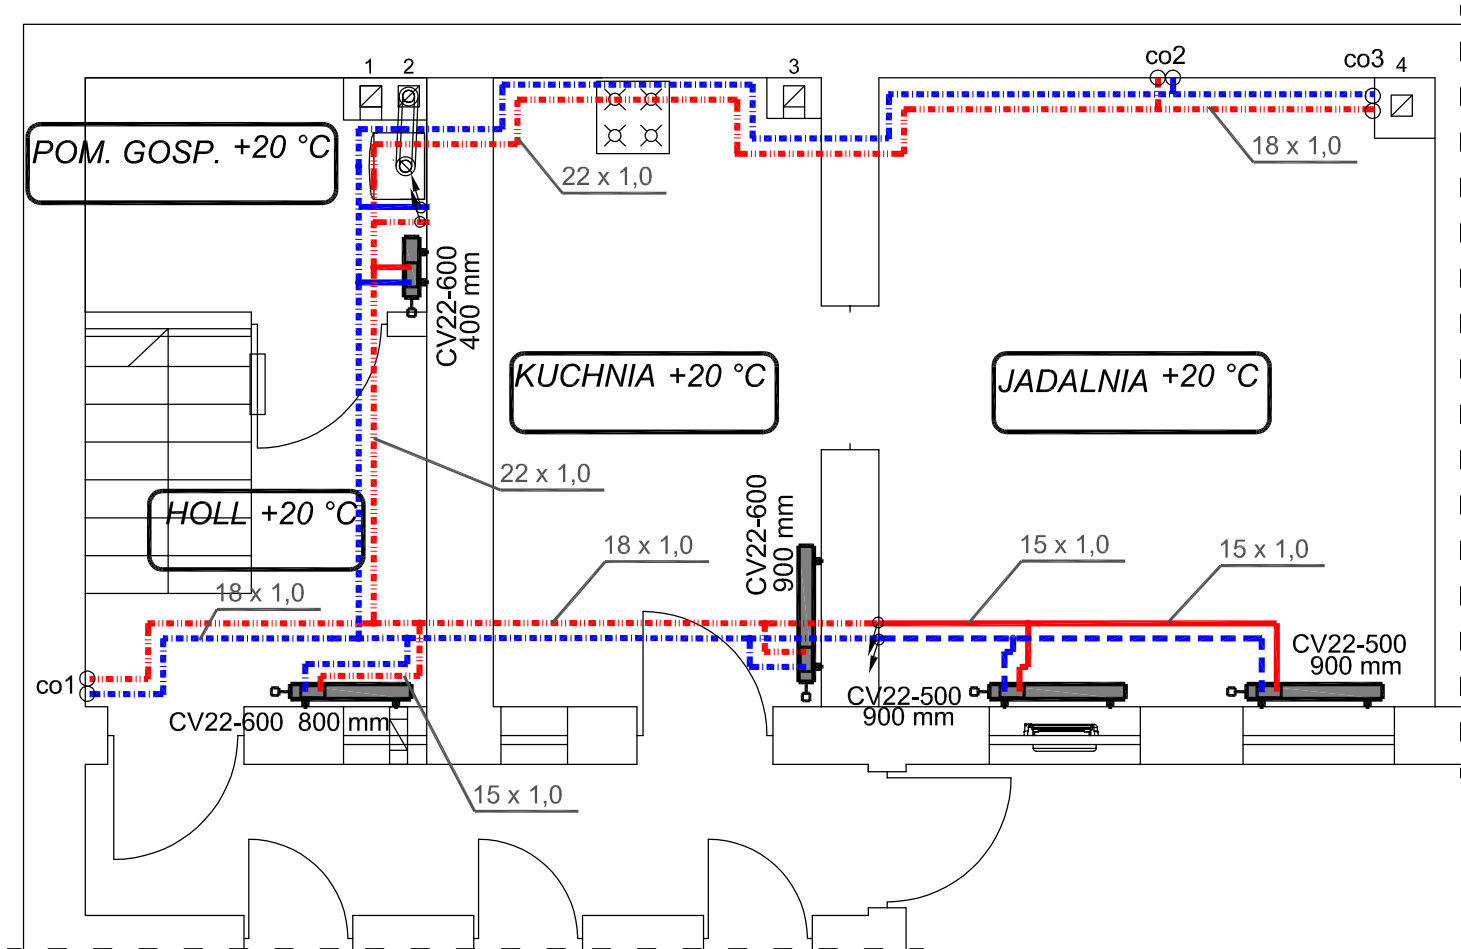 co2
co3
1
2
3
4
POM. GOSP. +20 °C
18 x 1,0
22 x 1,0
CV22-600
400 mm
KUCHNIA +20 °C
JADALNIA +20 °C
22 x 1,0
CV22-600
900 mm
HOLL +20 °C
18 x 1,0
15 x 1,0
15 x 1,0
18 x 1,0
CV22-500
900 mm
co1
CV22-500
900 mm
CV22-600 800 mm
15 x 1,0